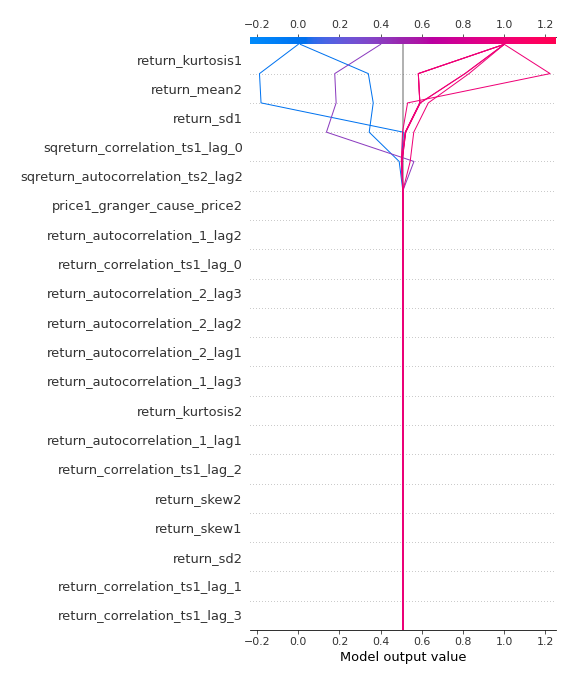 −0.2 0.0 0.2 0.4 0.6 0.8 1.0 1.2
return_kurtosis1
return_mean2
return_sd1
sqreturn_correlation_ts1_lag_0
sqreturn_autocorrelation_ts2_lag2
price1_granger_cause_price2
return_autocorrelation_1_lag2
return_correlation_ts1_lag_0
return_autocorrelation_2_lag3
return_autocorrelation_2_lag2
return_autocorrelation_2_lag1
return_autocorrelation_1_lag3
return_kurtosis2
return_autocorrelation_1_lag1
return_correlation_ts1_lag_2
return_skew2
return_skew1
return_sd2
return_correlation_ts1_lag_1
return_correlation_ts1_lag_3
−0.2 0.0 0.2 0.4 0.6 0.8 1.0 1.2
Model output value